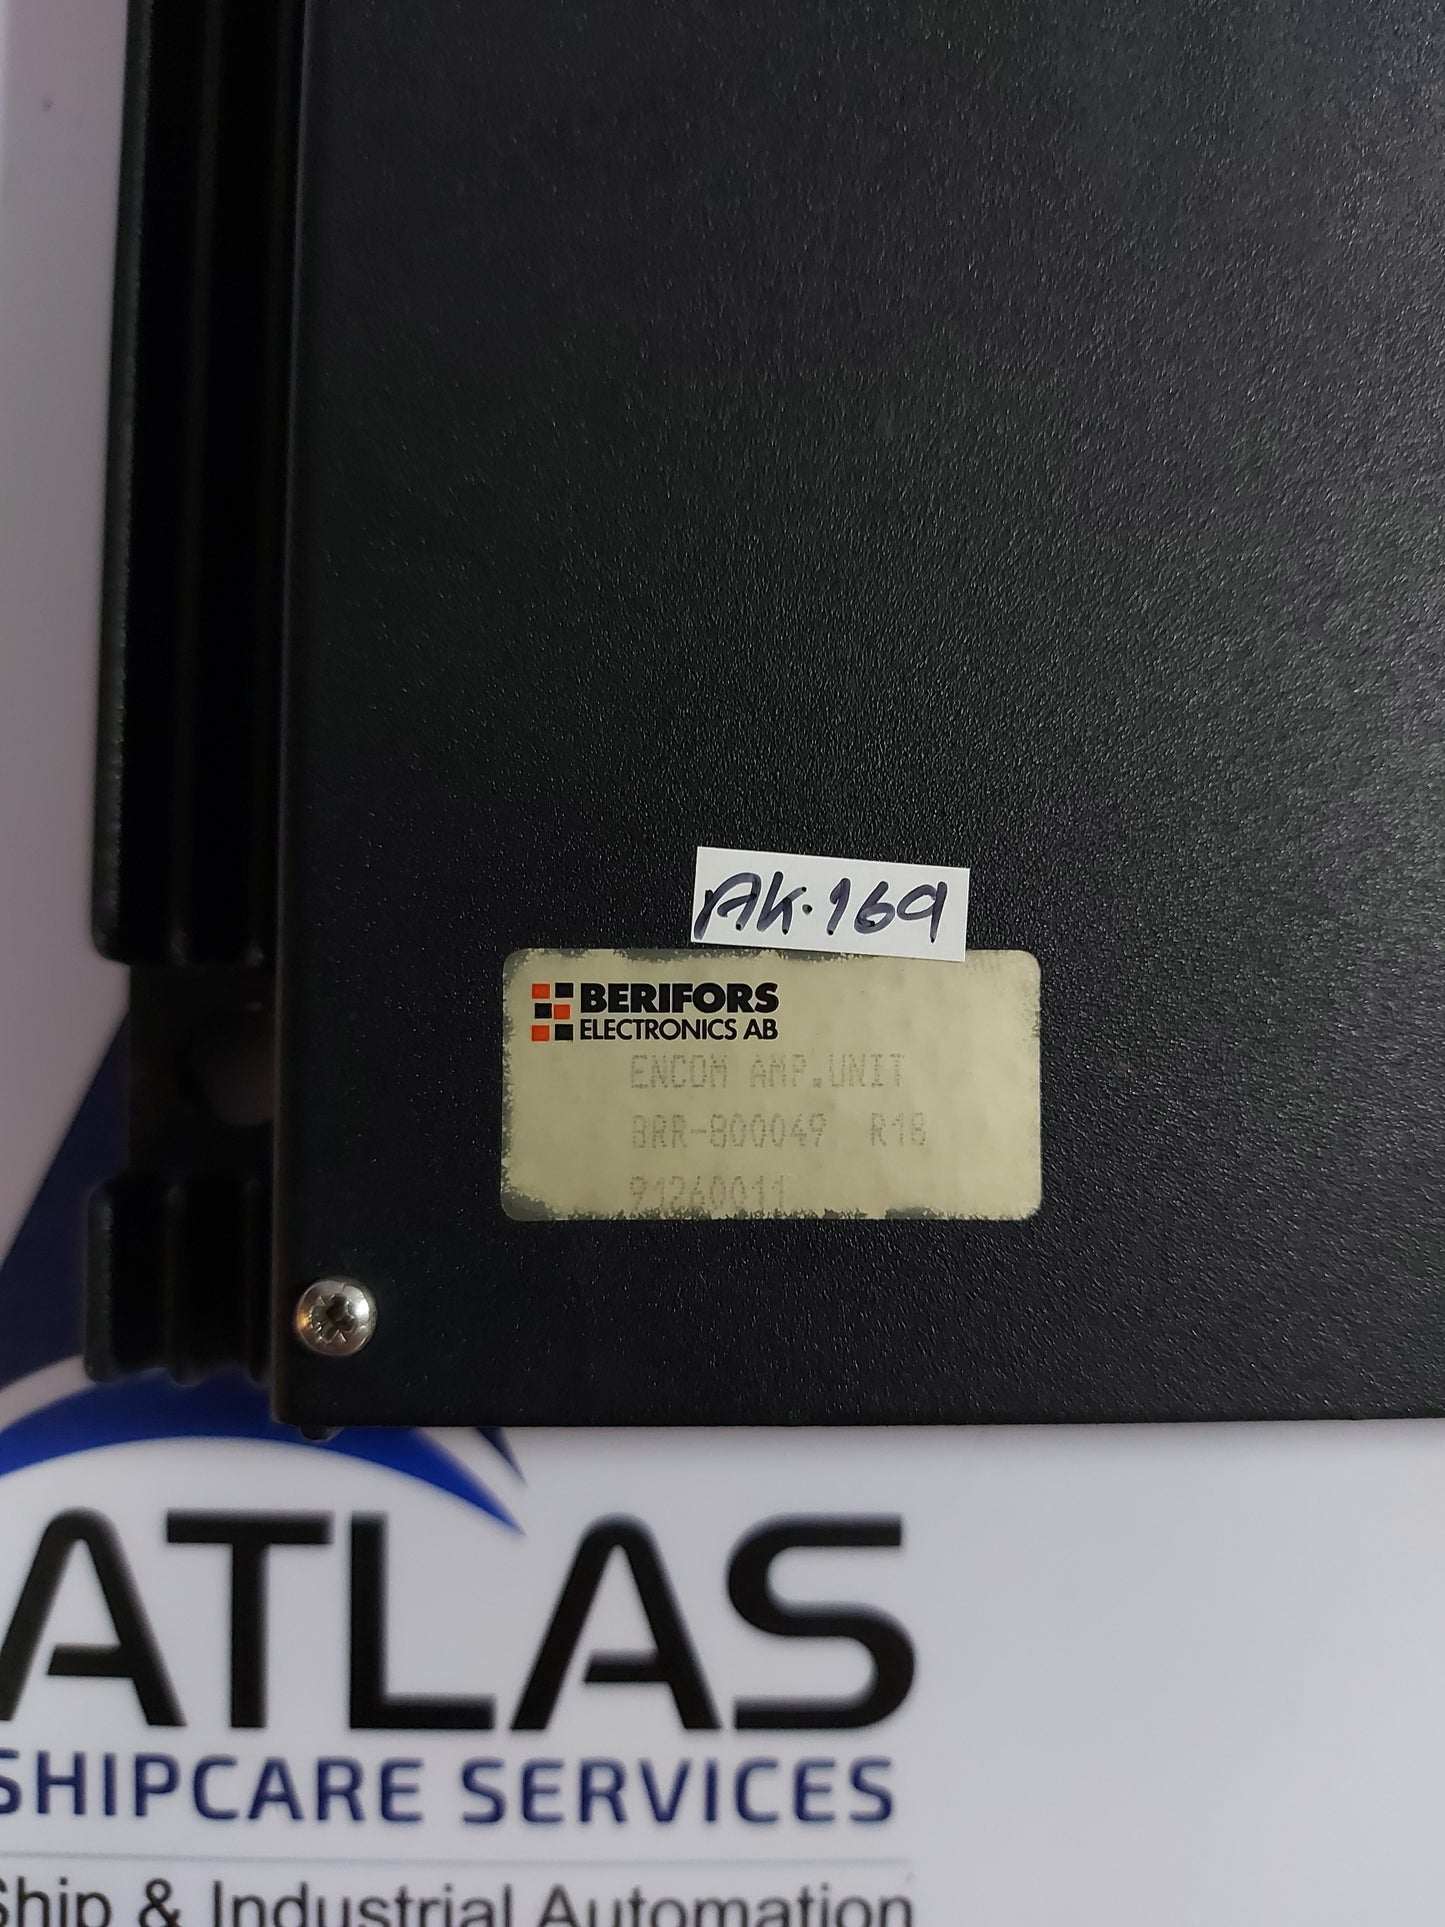 AK.169
BERIFORS
ELECTRONICS AB
ENCOM AMP.UNIT
BRR-800049 R1B
91260011
ATLAS
SHIPCARE SERVICES
Ship & Industrial Automation